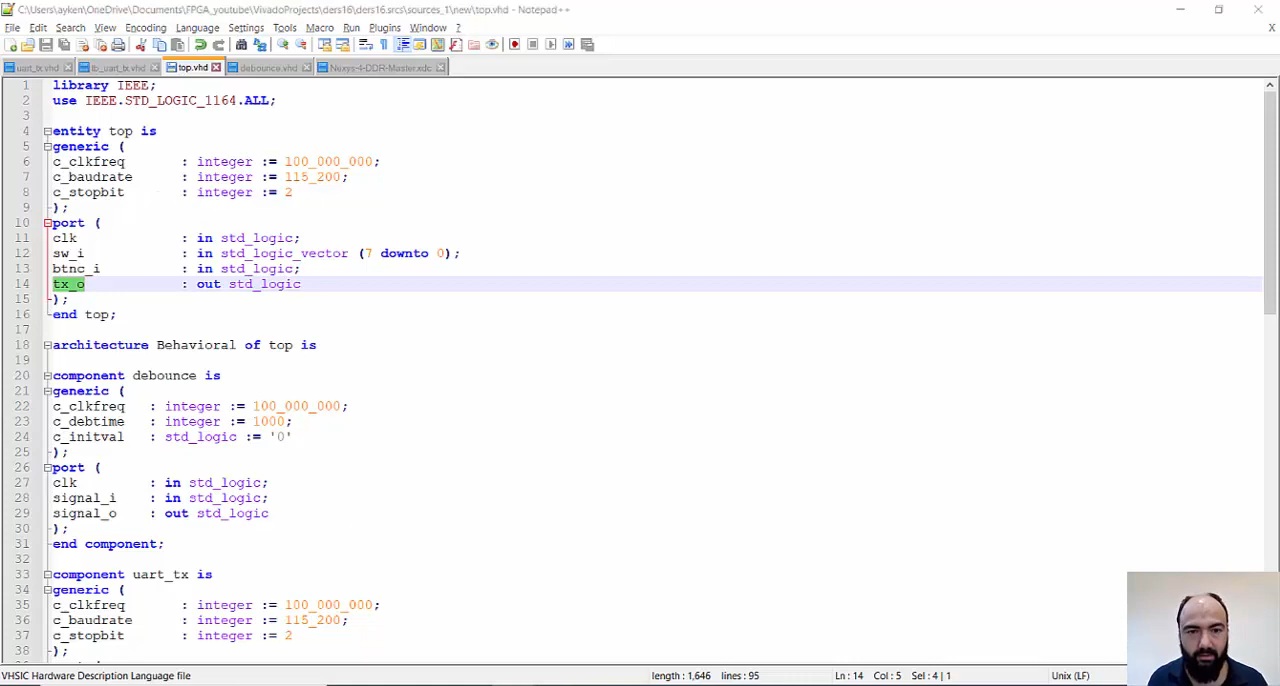 C:\Users\ayken\OneDrive\Documents\FPGA_youtube\VivadoProjects\ders16\ders16.srcs\sources_1\new\top.vhd - Notepad++
File Edit Search View Encoding Language Settings Tools Macro Run Plugins Window ?
X
uart_tx.vhd tb_uart_tx.vhd top.vhd debounce.vhd Nexys-4-DDR-Master.xdc
1 library IEEE;
2 use IEEE.STD_LOGIC_1164.ALL;
3
4 entity top is
5 generic (
6 c_clkfreq : integer := 100_000_000;
7 c_baudrate : integer := 115_200;
8 c_stopbit : integer := 2
9 );
10 port (
11 clk : in std_logic;
12 sw_i : in std_logic_vector (7 downto 0);
13 btnc_i : in std_logic;
14 tx_o : out std_logic
15 );
16 end top;
17
18 architecture Behavioral of top is
19
20 component debounce is
21 generic (
22 c_clkfreq : integer := 100_000_000;
23 c_debtime : integer := 1000;
24 c_initval : std_logic := '0'
25 );
26 port (
27 clk : in std_logic;
28 signal_i : in std_logic;
29 signal_o : out std_logic
30 );
31 end component;
32
33 component uart_tx is
34 generic (
35 c_clkfreq : integer := 100_000_000;
36 c_baudrate : integer := 115_200;
37 c_stopbit : integer := 2
38 );
VHSIC Hardware Description Language file length : 1,646 lines : 95 Ln : 14 Col : 5 Sel : 4 | 1 Unix (LF)